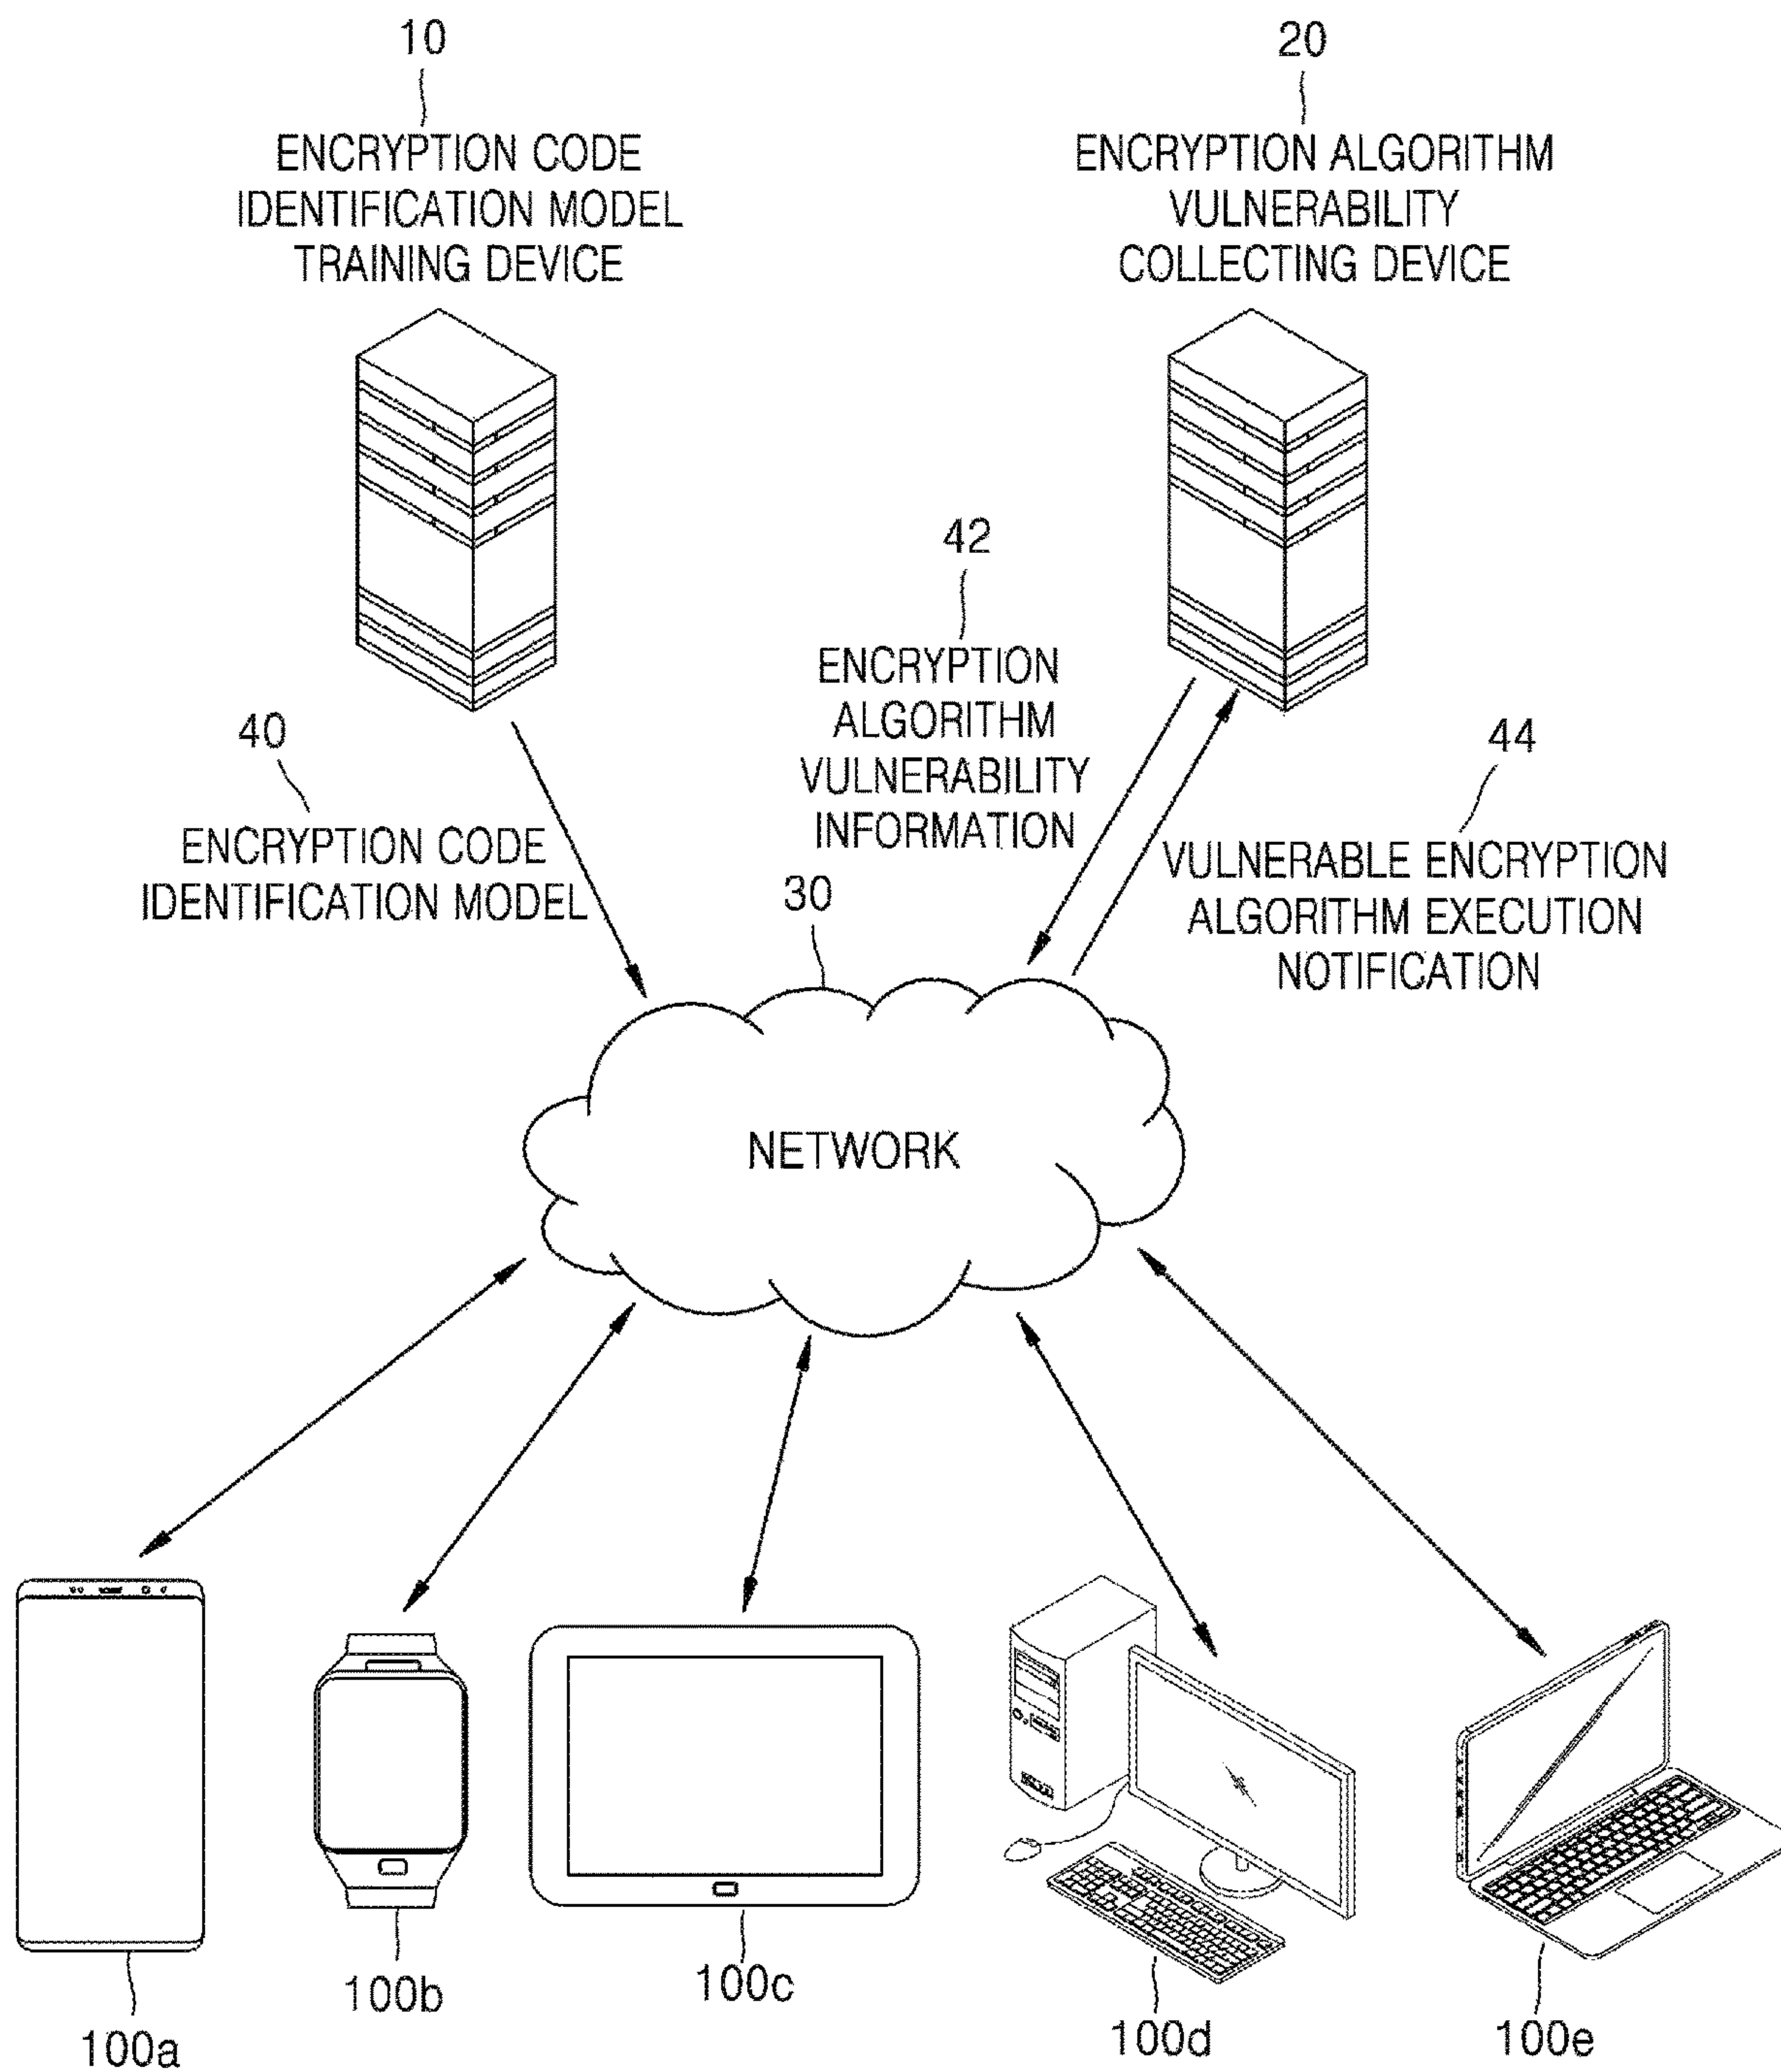 10
ENCRYPTION CODE
IDENTIFICATION MODEL
TRAINING DEVICE
20
ENCRYPTION ALGORITHM
VULNERABILITY
COLLECTING DEVICE
42
ENCRYPTION
ALGORITHM
VULNERABILITY
INFORMATION
40
ENCRYPTION CODE
IDENTIFICATION MODEL
44
VULNERABLE ENCRYPTION
ALGORITHM EXECUTION
NOTIFICATION
30
NETWORK
100a
100b
100c
100d
100e